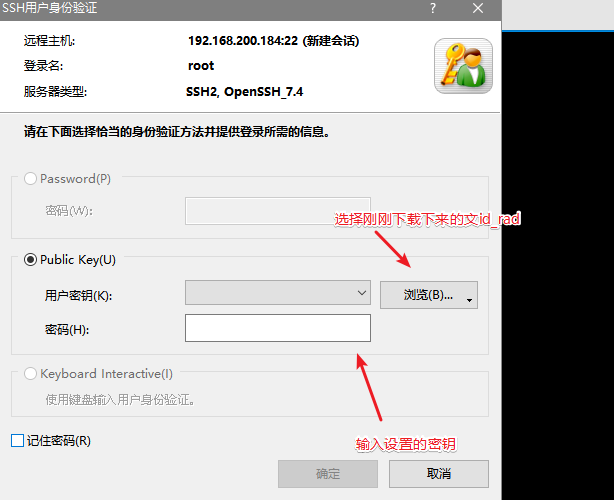 SSH用户身份验证
远程主机: 192.168.200.184:22 (新建会话)
登录名: root
服务器类型: SSH2, OpenSSH_7.4
请在下面选择恰当的身份验证方法并提供登录所需的信息。
Password(P)
密码(W):
选择刚刚下载下来的文id_rad
Public Key(U)
用户密钥(K): 浏览(B)...
密码(H):
Keyboard Interactive(I)
使用键盘输入用户身份验证。
记住密码(R)
输入设置的密钥
确定 取消